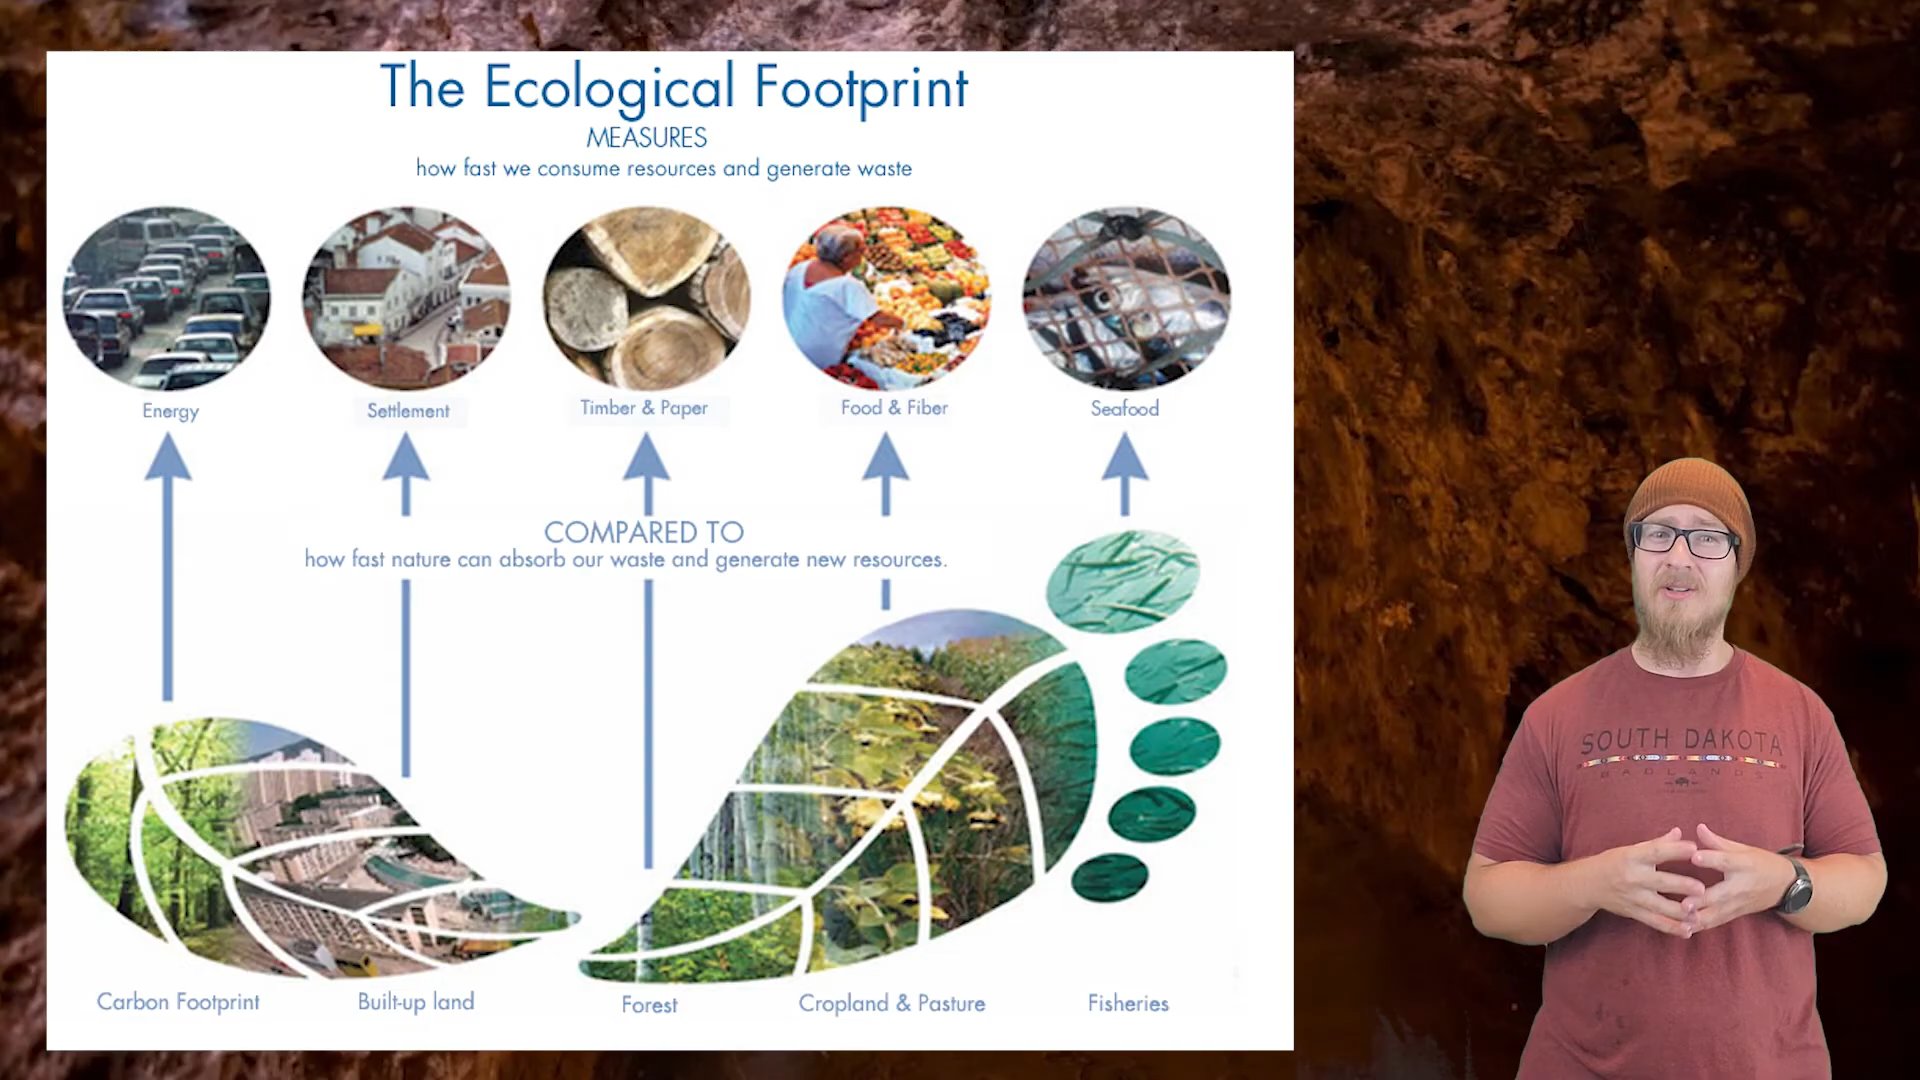 The Ecological Footprint
MEASURES
how fast we consume resources and generate waste
Energy
Settlement
Timber & Paper
Food & Fiber
Seafood
COMPARED TO
how fast nature can absorb our waste and generate new resources.
Carbon Footprint
Built-up land
Forest
Cropland & Pasture
Fisheries
SOUTH DAKOTA
BADLANDS